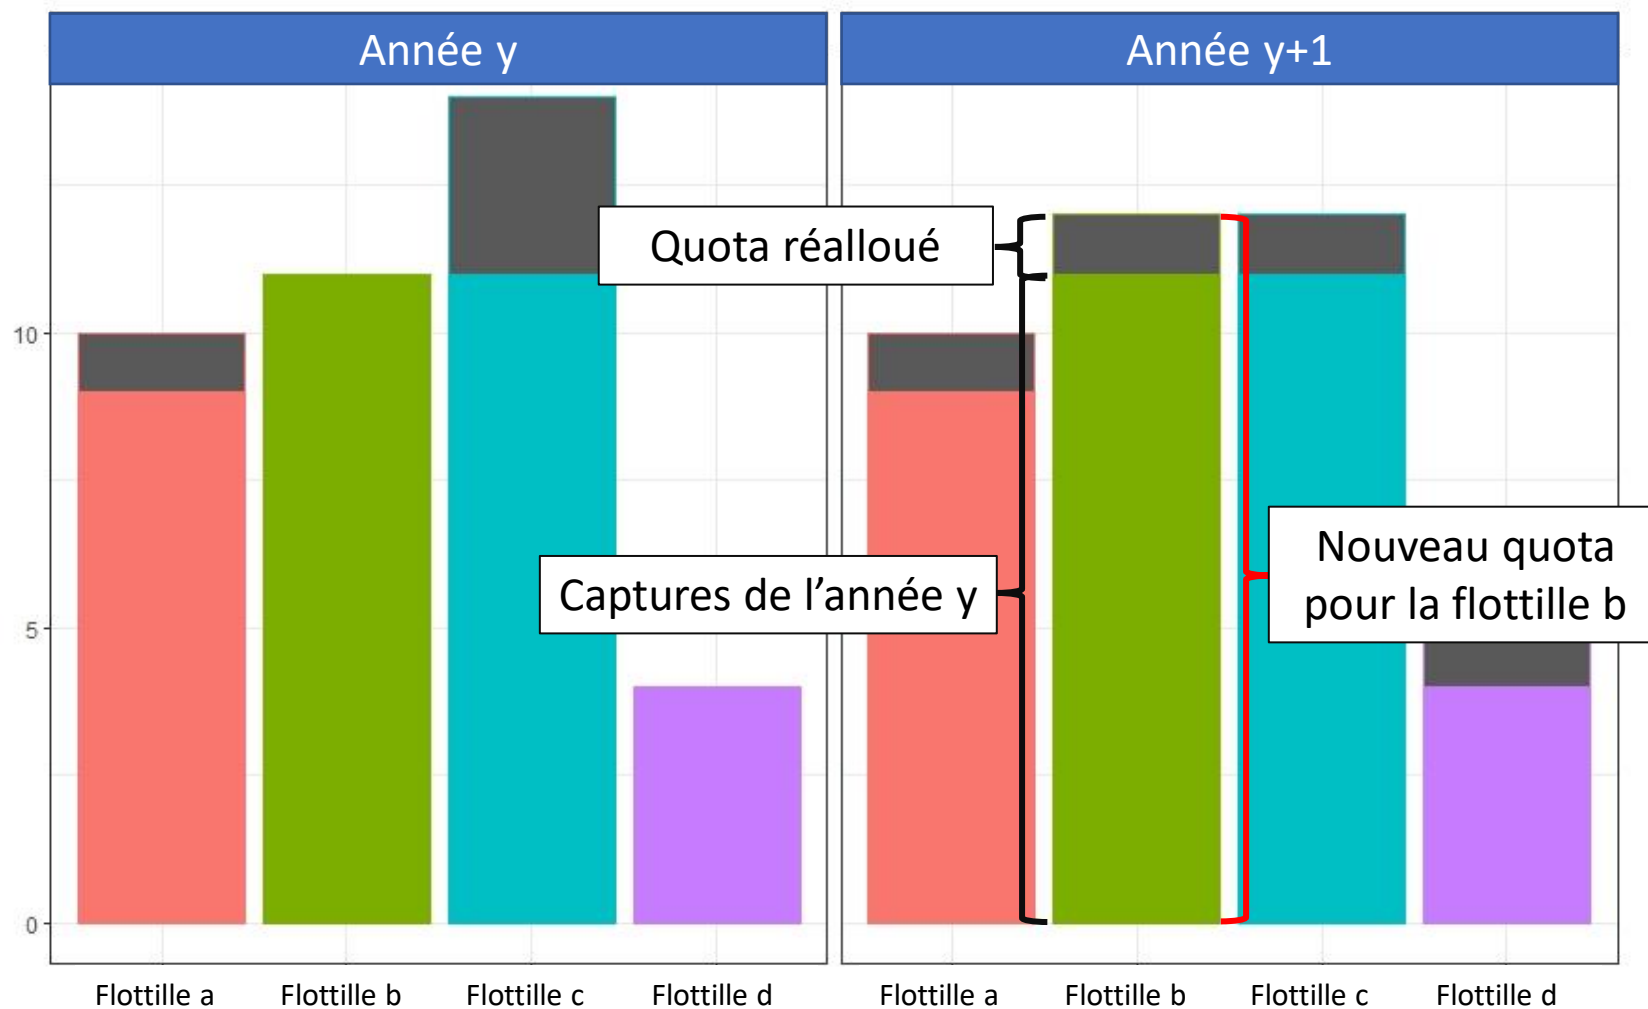 Année y
Année y+1
10
5
0
Quota réalloué
Captures de l’année y
Nouveau quota
pour la flottille b
Flottille a
Flottille b
Flottille c
Flottille d
Flottille a
Flottille b
Flottille c
Flottille d